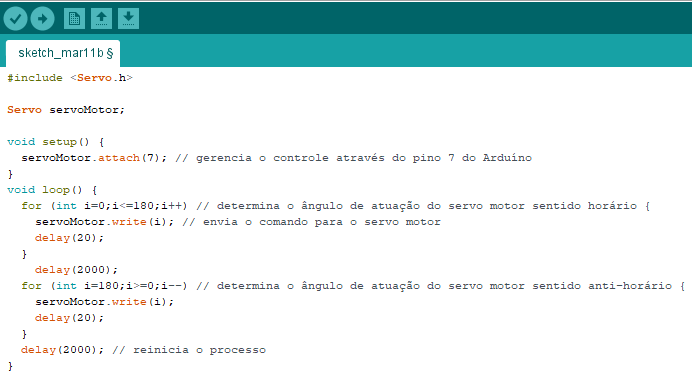 sketch_mar11b §
#include <Servo.h>
Servo servoMotor;
void setup() {
servoMotor.attach(7); // gerencia o controle através do pino 7 do Arduíno
}
void loop() {
for (int i=0;i<=180;i++) // determina o ângulo de atuação do servo motor sentido horário {
servoMotor.write(i); // envia o comando para o servo motor
delay(20);
}
delay(2000);
for (int i=180;i>=0;i--) // determina o ângulo de atuação do servo motor sentido anti-horário {
servoMotor.write(i);
delay(20);
}
delay(2000); // reinicia o processo
}